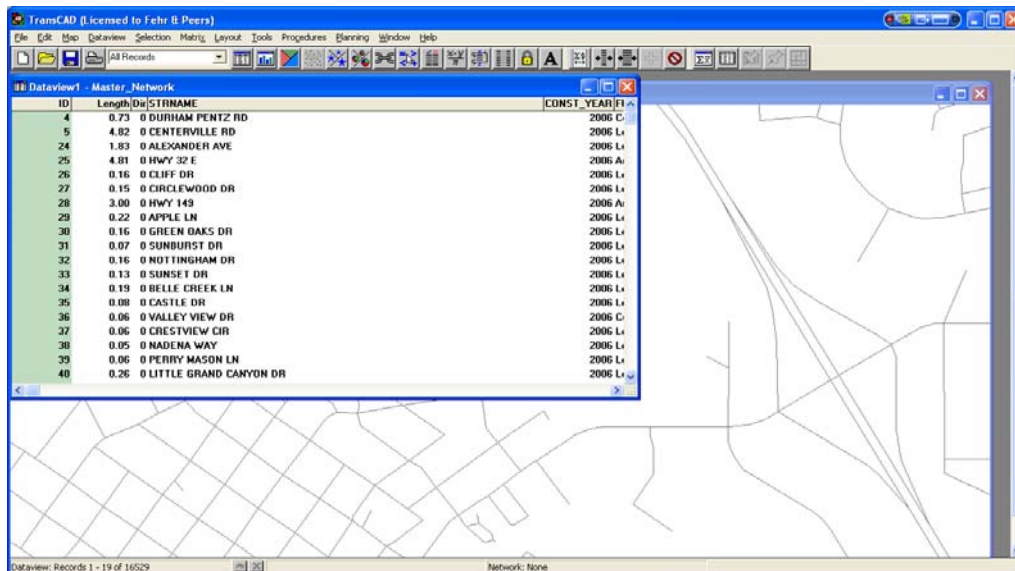 TransCAD (Licensed to Fehr & Peers)
File Edit Map Dataview Selection Matrix Layout Tools Procedures Planning Window Help
All Records
Dataview1 - Master_Network
ID Length Dir STRNAME CONST_YEAR
4 0.73 0 DURHAM PENTZ RD 2006
5 4.82 0 CENTERVILLE RD 2006
24 1.83 0 ALEXANDER AVE 2006
25 4.81 0 HWY 32 E 2006
26 0.16 0 CLIFF DR 2006
27 0.15 0 CIRCLEWOOD DR 2006
28 3.00 0 HWY 149 2006
29 0.22 0 APPLE LN 2006
30 0.16 0 GREEN OAKS DR 2006
31 0.07 0 SUNBURST DR 2006
32 0.16 0 NOTTINGHAM DR 2006
33 0.13 0 SUNSET DR 2006
34 0.19 0 BELLE CREEK LN 2006
35 0.08 0 CASTLE DR 2006
36 0.06 0 VALLEY VIEW DR 2006
37 0.06 0 CRESTVIEW CIR 2006
38 0.05 0 NADENA WAY 2006
39 0.06 0 PERRY MASON LN 2006
40 0.26 0 LITTLE GRAND CANYON DR 2006
Dataview: Records 1 - 19 of 16529 Network: None